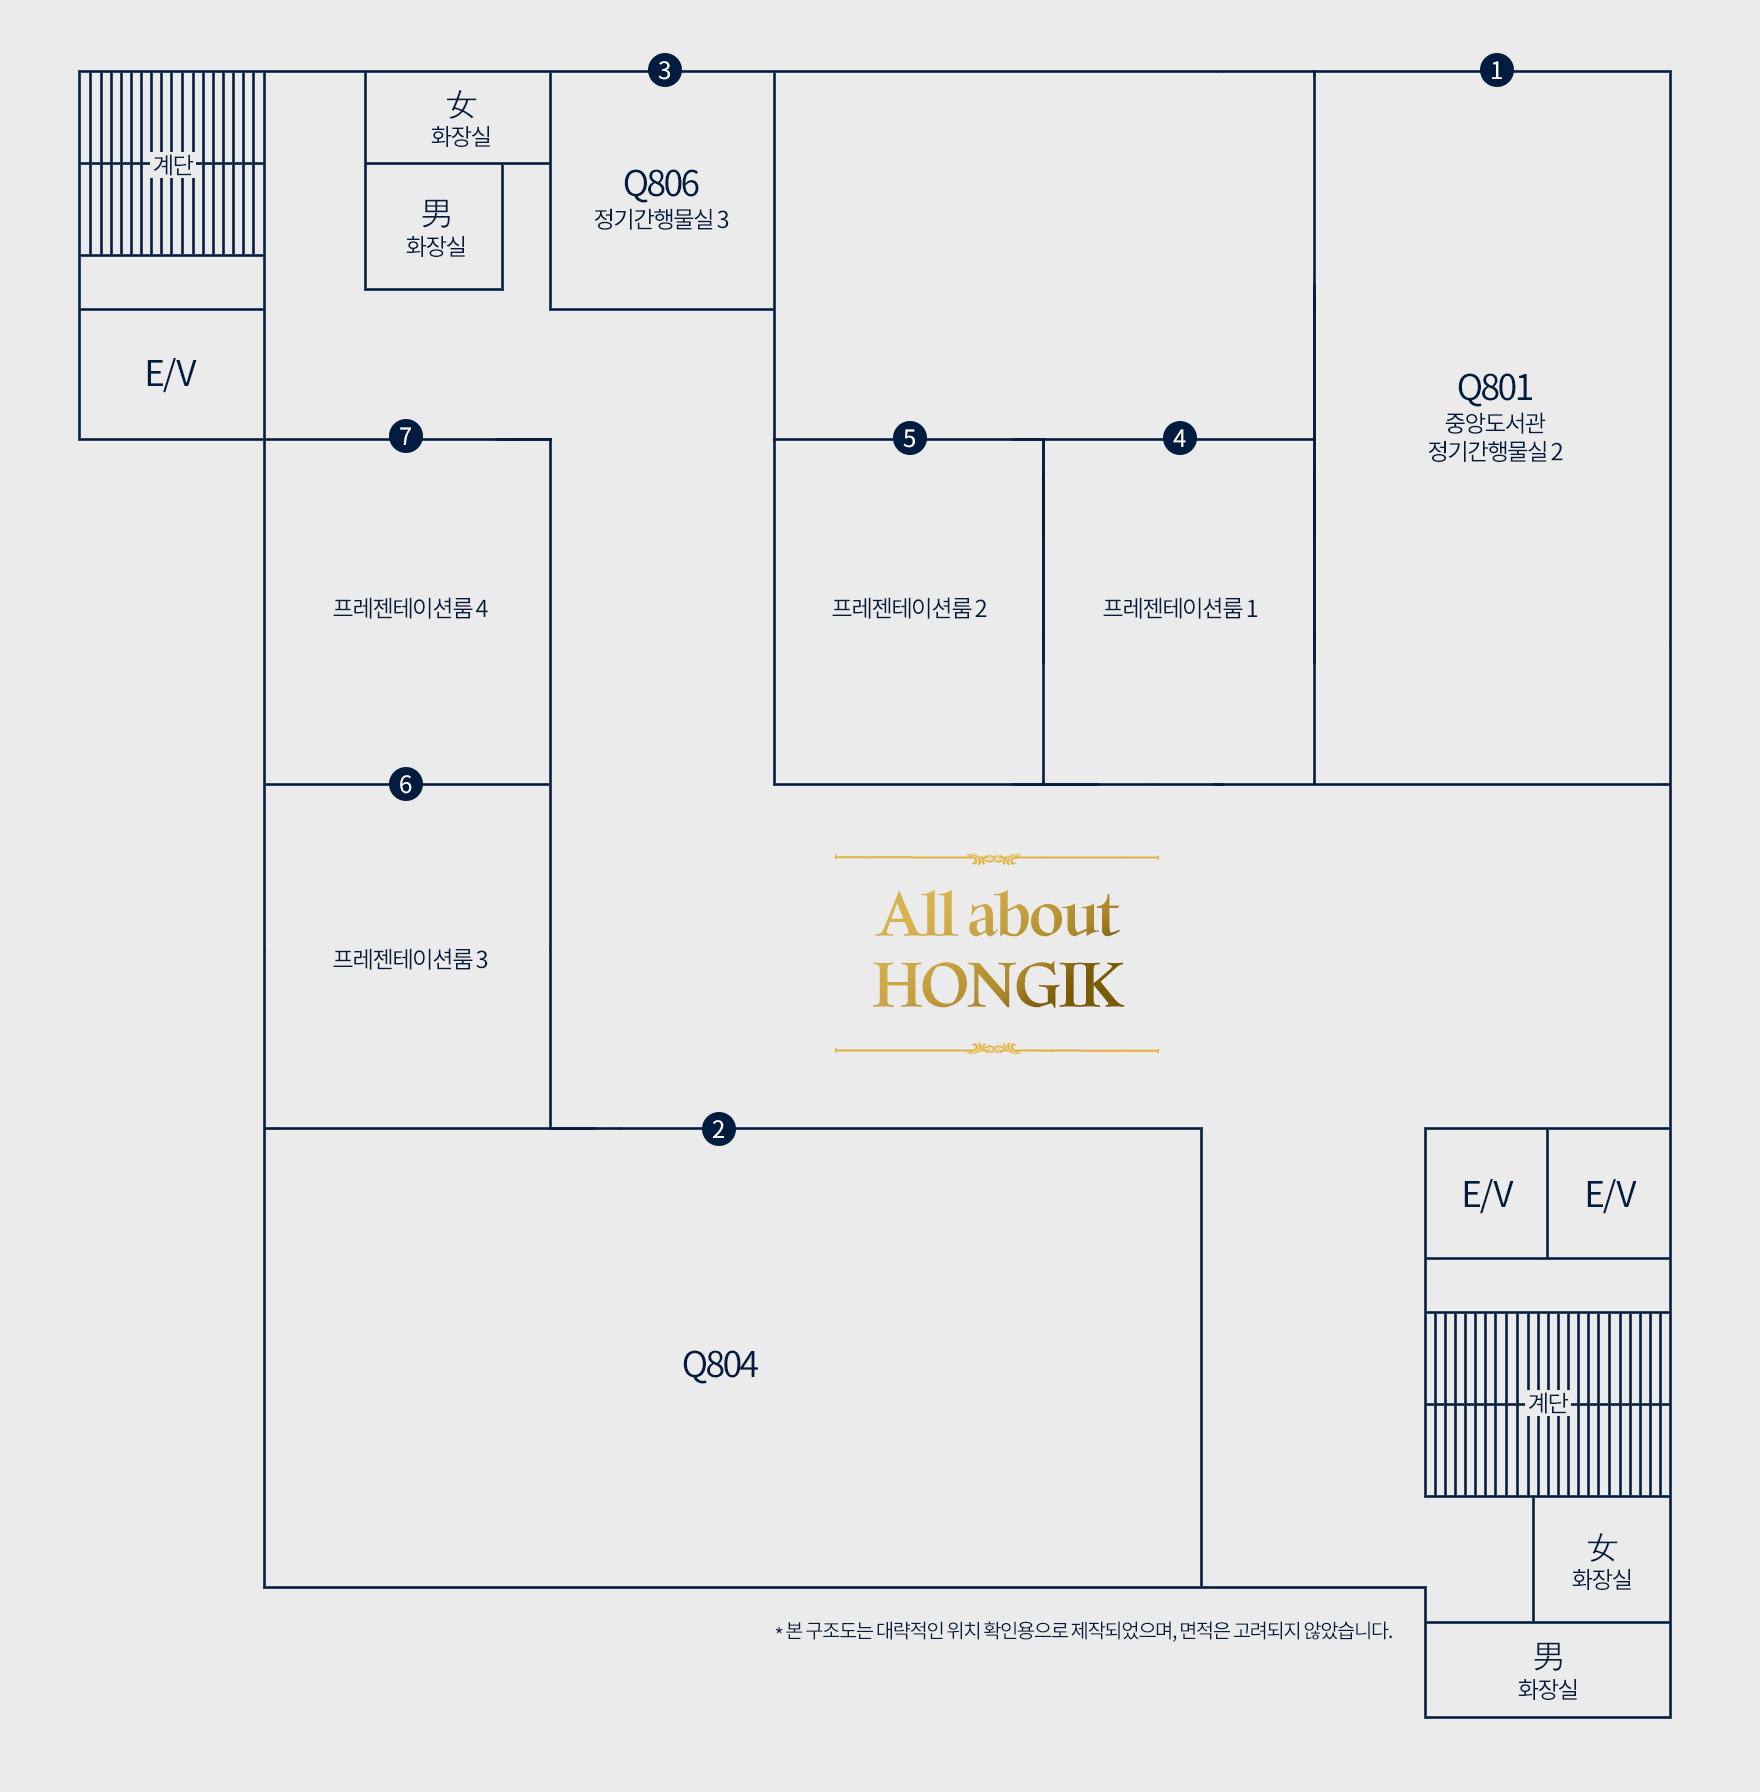 3
1
女
화장실
계단
Q806
정기간행물실 3
男
화장실
E/V
Q801
중앙도서관
정기간행물실 2
7
5
4
프레젠테이션룸 4
프레젠테이션룸 2
프레젠테이션룸 1
6
All about
HONGIK
프레젠테이션룸 3
2
E/V
E/V
Q804
계단
女
화장실
* 본 구조도는 대략적인 위치 확인용으로 제작되었으며, 면적은 고려되지 않았습니다.
男
화장실